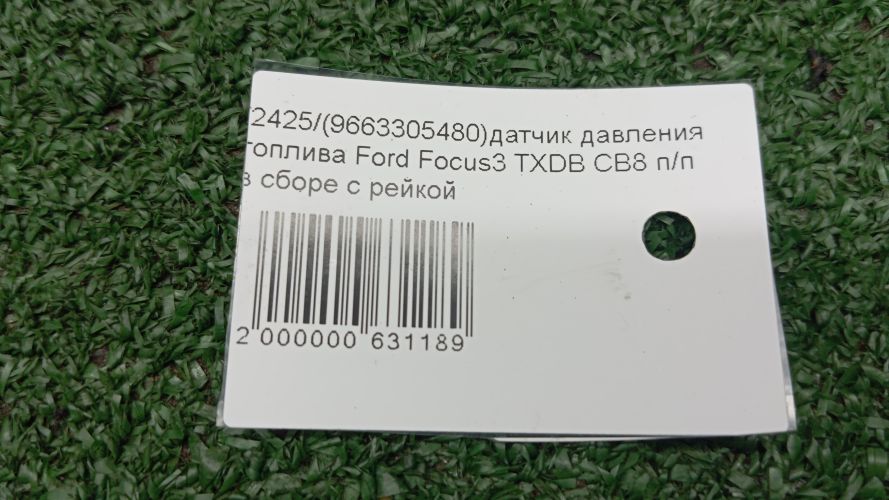 2425/(9663305480)датчик давления
топлива Ford Focus3 TXDB CB8 п/п
в сборе с рейкой
2 000000 631189